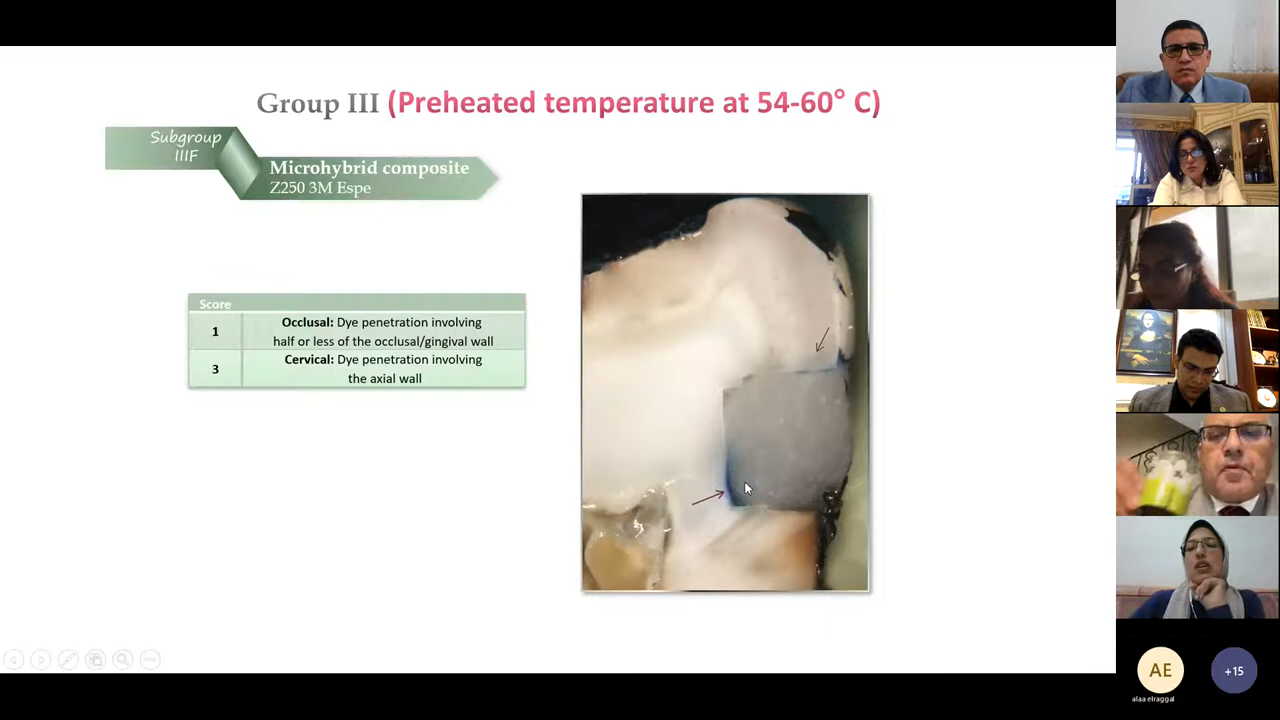 Group III (Preheated temperature at 54-60° C)
Subgroup
IIIF
Microhybrid composite
Z250 3M Espe
Score
1
Occlusal: Dye penetration involving
half or less of the occlusal/gingival wall
3
Cervical: Dye penetration involving
the axial wall
AE
+15
alaa elraggal